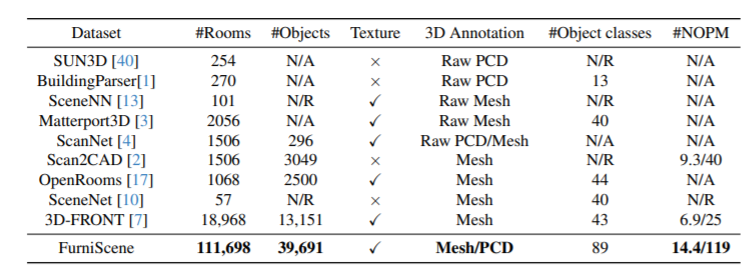 Dataset #Rooms #Objects Texture 3D Annotation #Object classes #NOPM
SUN3D [40] 254 N/A × Raw PCD N/R N/A
BuildingParser[1] 270 N/A × Raw PCD 13 N/A
SceneNN [13] 101 N/R ✓ Raw Mesh N/R N/A
Matterport3D [3] 2056 N/A ✓ Raw Mesh 40 N/A
ScanNet [4] 1506 296 ✓ Raw PCD/Mesh N/A N/A
Scan2CAD [2] 1506 3049 × Mesh N/R 9.3/40
OpenRooms [17] 1068 2500 ✓ Mesh 44 N/A
SceneNet [10] 57 N/R × Mesh 40 N/R
3D-FRONT [7] 18,968 13,151 ✓ Mesh 43 6.9/25
FurniScene 111,698 39,691 ✓ Mesh/PCD 89 14.4/119